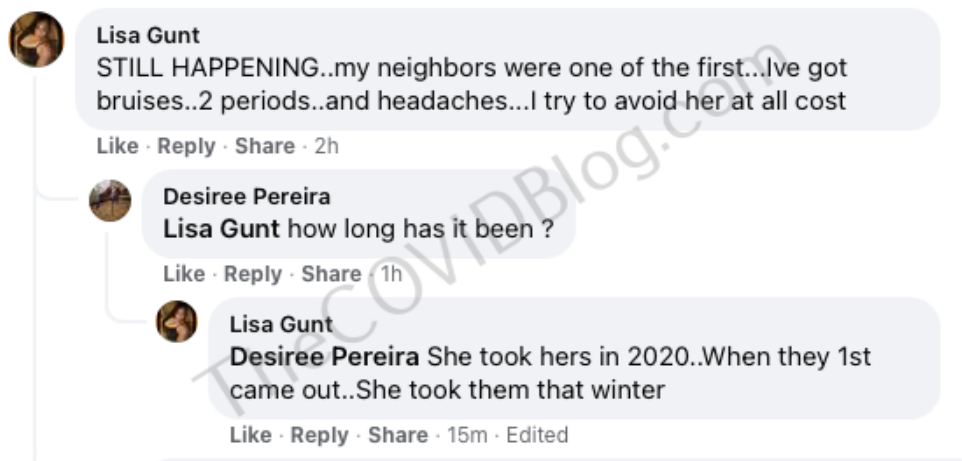 Lisa Gunt
STILL HAPPENING..my neighbors were one of the first...Ive got
bruises..2 periods..and headaches...I try to avoid her at all cost
Like · Reply · Share · 2h
Desiree Pereira
Lisa Gunt how long has it been ?
Like · Reply · Share · 1h
Lisa Gunt
Desiree Pereira She took hers in 2020..When they 1st
came out..She took them that winter
Like · Reply · Share · 15m · Edited
TheCOVIDBlog.com